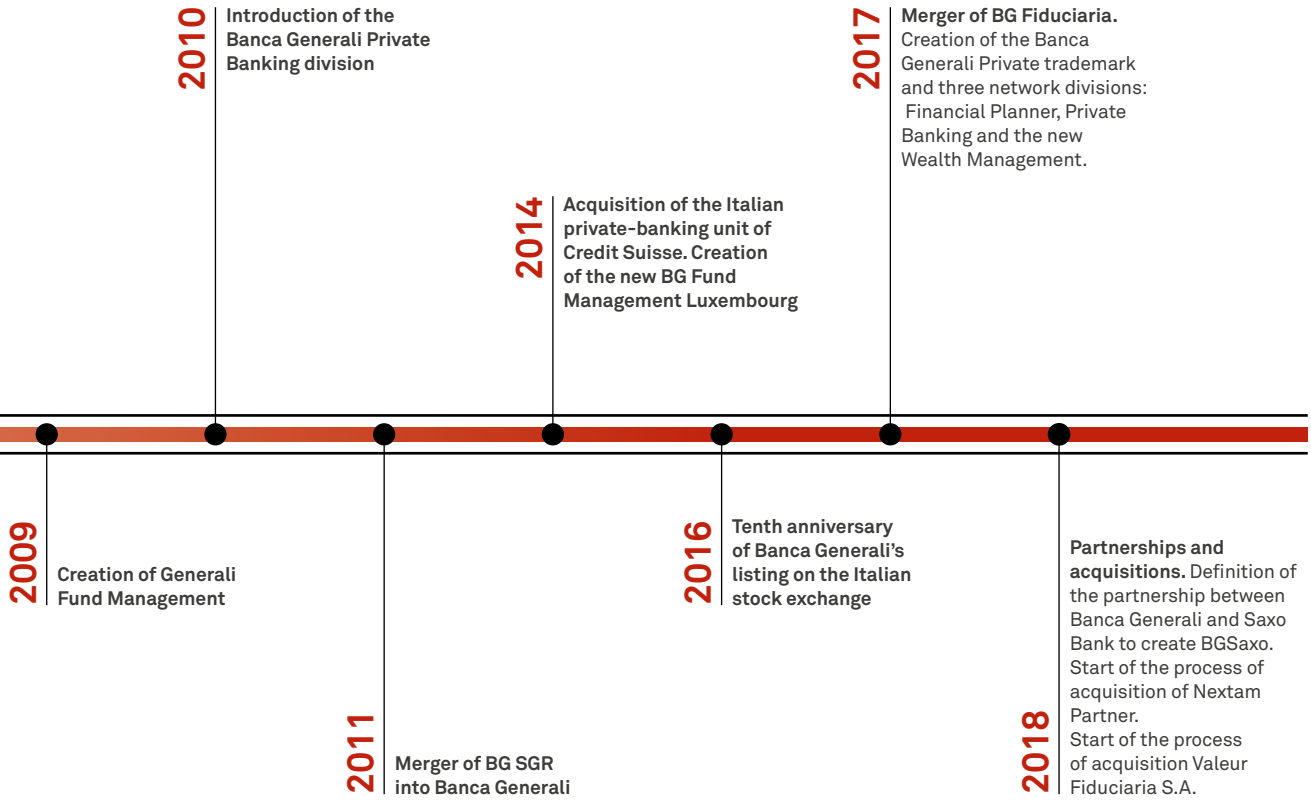 2010
Introduction of the
Banca Generali Private
Banking division
2017
Merger of BG Fiduciaria.
Creation of the Banca
Generali Private trademark
and three network divisions:
Financial Planner, Private
Banking and the new
Wealth Management.
2014
Acquisition of the Italian
private-banking unit of
Credit Suisse. Creation
of the new BG Fund
Management Luxembourg
2009
Creation of Generali
Fund Management
2016
Tenth anniversary
of Banca Generali’s
listing on the Italian
stock exchange
2011
Merger of BG SGR
into Banca Generali
2018
Partnerships and
acquisitions. Definition of
the partnership between
Banca Generali and Saxo
Bank to create BGSaxo.
Start of the process of
acquisition of Nextam
Partner.
Start of the process
of acquisition Valeur
Fiduciaria S.A.